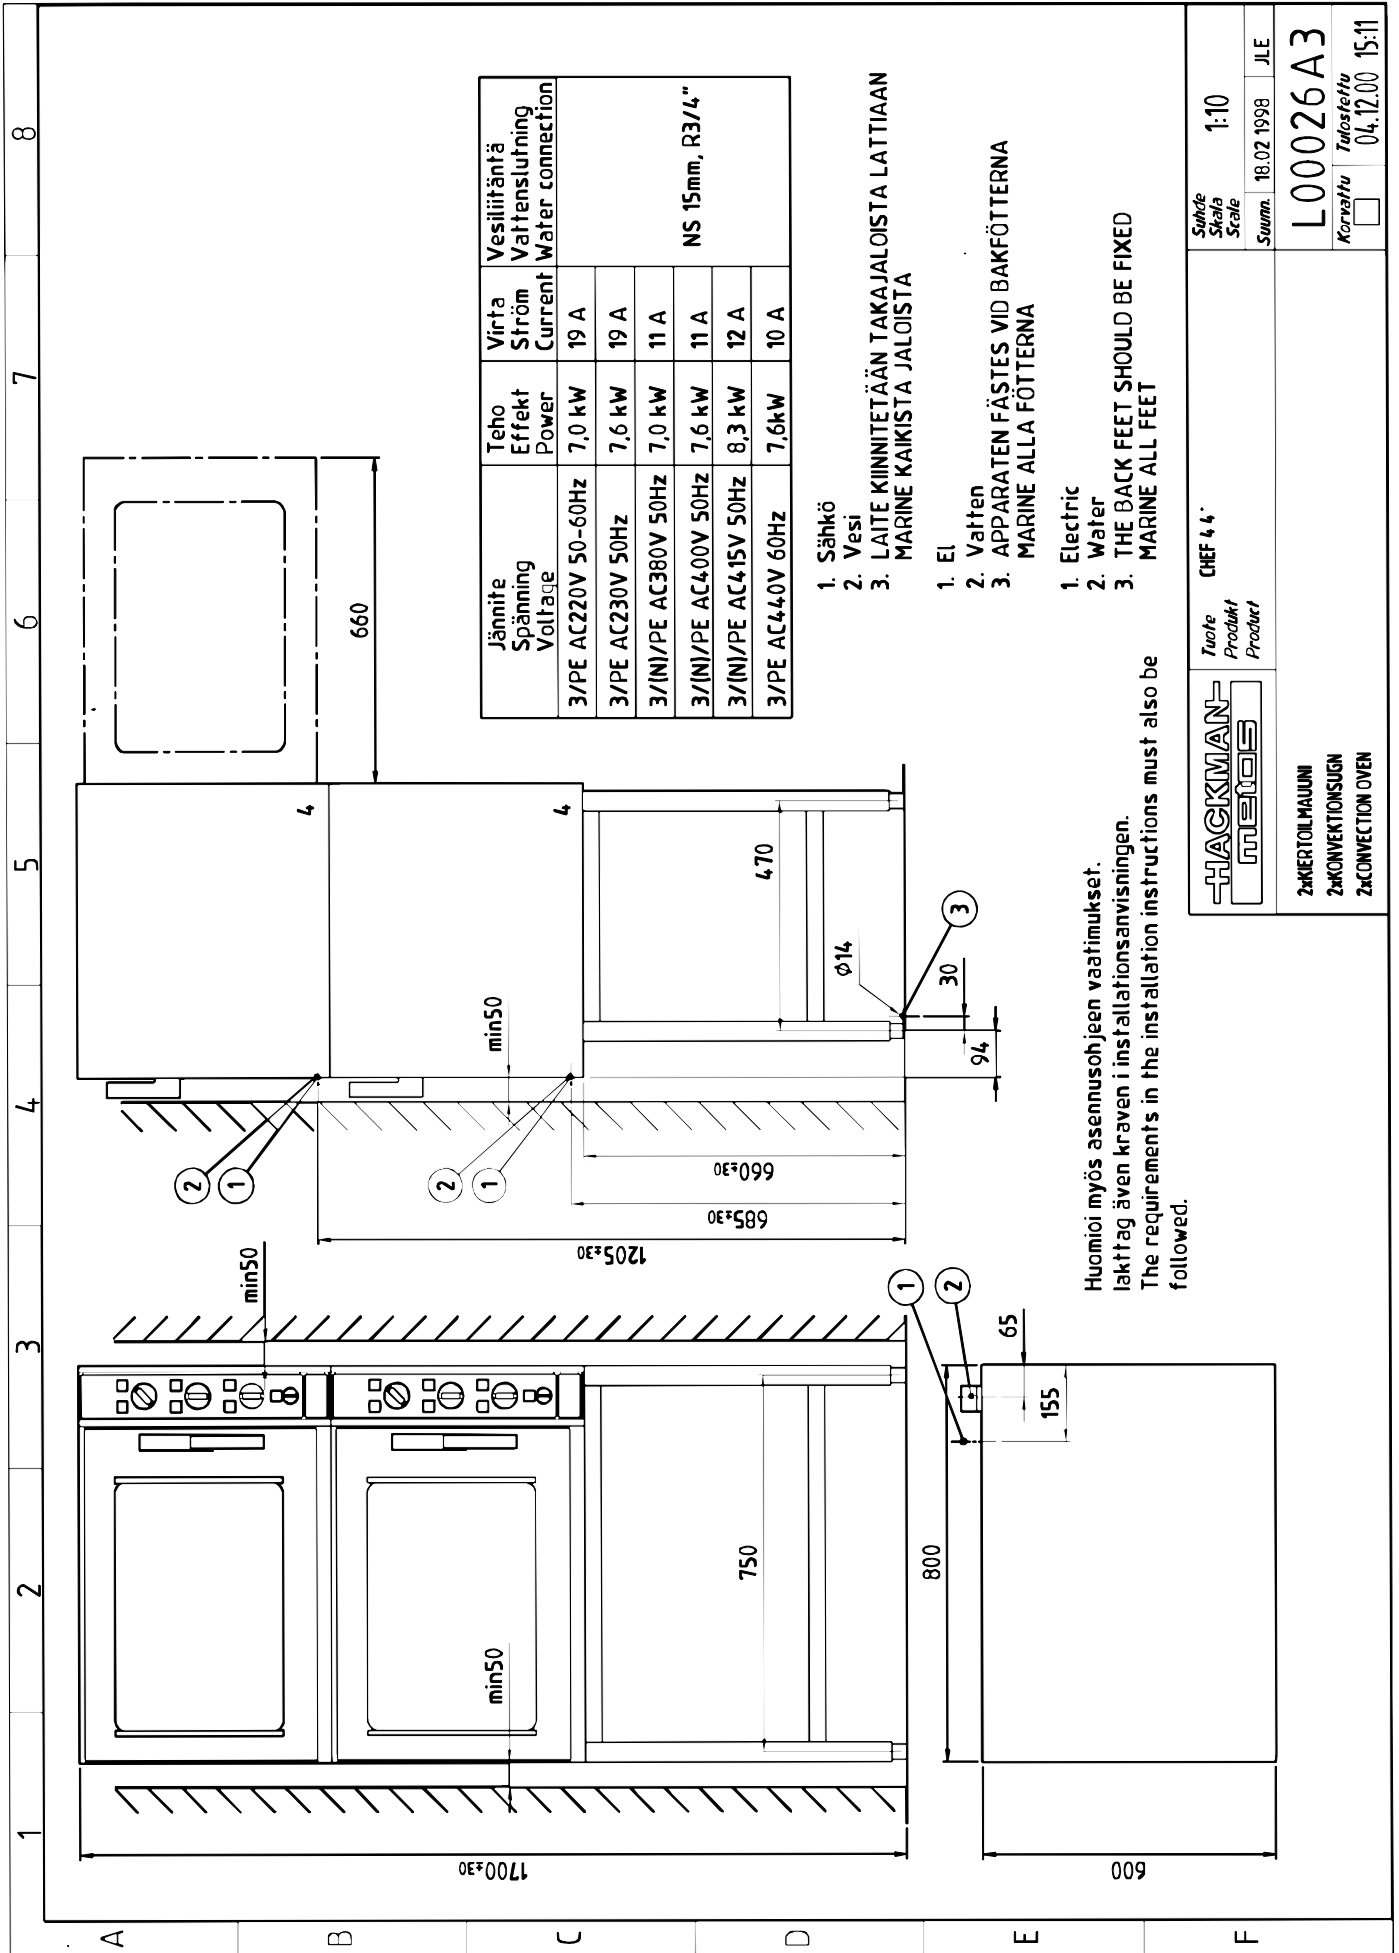 1 2 3 4 5 6 7 8
A
B
C
D
E
F
1700±30
min50
min50
750
1205±30
685±30
660±30
2
1
2
1
min50
4
4
660
470
Ø14
30
94
3
800
600
155
65
1
2
Jännite
Spänning
Voltage
Teho
Effekt
Power
Virta
Ström
Current
Vesiliitäntä
Vattenslutning
Water connection
3/PE AC220V 50-60Hz 7,0 kW 19 A
3/PE AC230V 50Hz 7,6 kW 19 A
3/(N)/PE AC380V 50Hz 7,0 kW 11 A
3/(N)/PE AC400V 50Hz 7,6 kW 11 A
3/(N)/PE AC415V 50Hz 8,3 kW 12 A
3/PE AC440V 60Hz 7,6kW 10 A
NS 15mm, R3/4"
1. Sähkö
2. Vesi
3. LAITE KIINNITETÄÄN TAKAJALOISTA LATTIAAN
MARINE KAIKISTA JALOISTA
1. El
2. Vatten
3. APPARATEN FÄSTES VID BAKFÖTTERNA
MARINE ALLA FÖTTERNA
1. Electric
2. Water
3. THE BACK FEET SHOULD BE FIXED
MARINE ALL FEET
Huomioi myös asennusohjeen vaatimukset.
Iakttag även kraven i installationsanvisningen.
The requirements in the installation instructions must also be
followed.
HACKMAN
metos
Tuote
Produkt
Product
CHEF 4 4
2xKIERTOILMAUUNI
2xKONVEKTIONSUGN
2xCONVECTION OVEN
Suhde
Skala
Scale
1:10
Suunn. 18.02 1998 JLE
L00026A3
Korvattu
Tulostettu
04.12.00 15:11